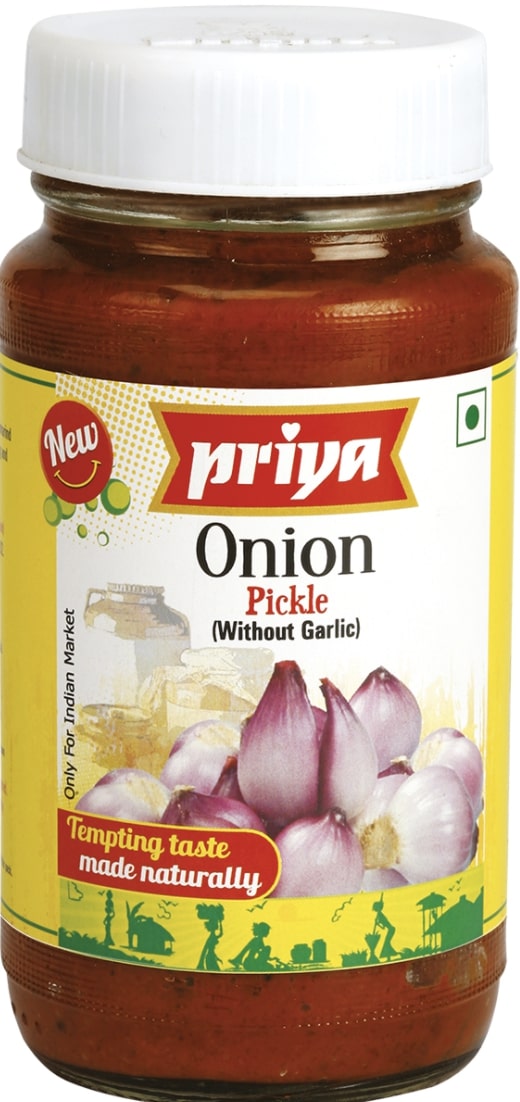 New
priya
Onion
Pickle
(Without Garlic)
Only For Indian Market
Tempting taste
made naturally